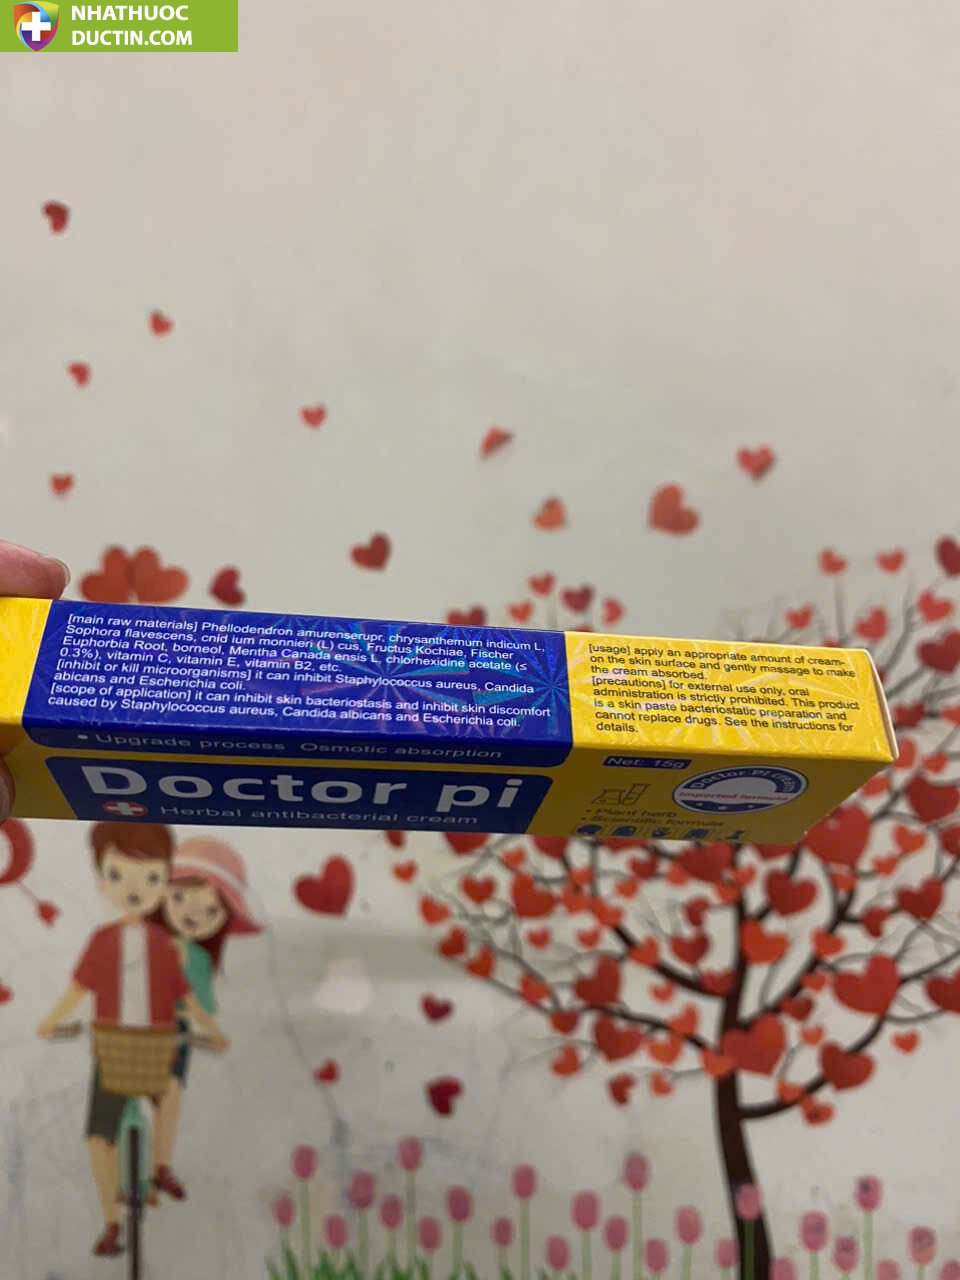 NHATHUOC
DUCTIN.COM
[main raw materials] Phellodendron amurenserupr, chrysanthemum indicum L,
Sophora flavescens, cnid ium monnieri (L) cus, Fructus Kochiae, Fischer
Euphorbia Root, borneol, Mentha Canada ensis L, chlorhexidine acetate (≤
0.3%), vitamin C, vitamin E, vitamin B2, etc.
[inhibit or kill microorganisms] it can inhibit Staphylococcus aureus, Candida
abicans and Escherichia coli.
[scope of application] it can inhibit skin bacteriostasis and inhibit skin discomfort
caused by Staphylococcus aureus, Candida albicans and Escherichia coli.
[usage] apply an appropriate amount of cream-
on the skin surface and gently massage to make
the cream absorbed.
[precautions] for external use only, oral
administration is strictly prohibited. This product
is a skin paste bacteriostatic preparation and
cannot replace drugs. See the instructions for
details.
• Upgrade process Osmotic absorption
Doctor pi
Herbal antibacterial cream
Net: 15g
Doctor Pi cream
Imported formula
• Plant herb
• Scientific formula